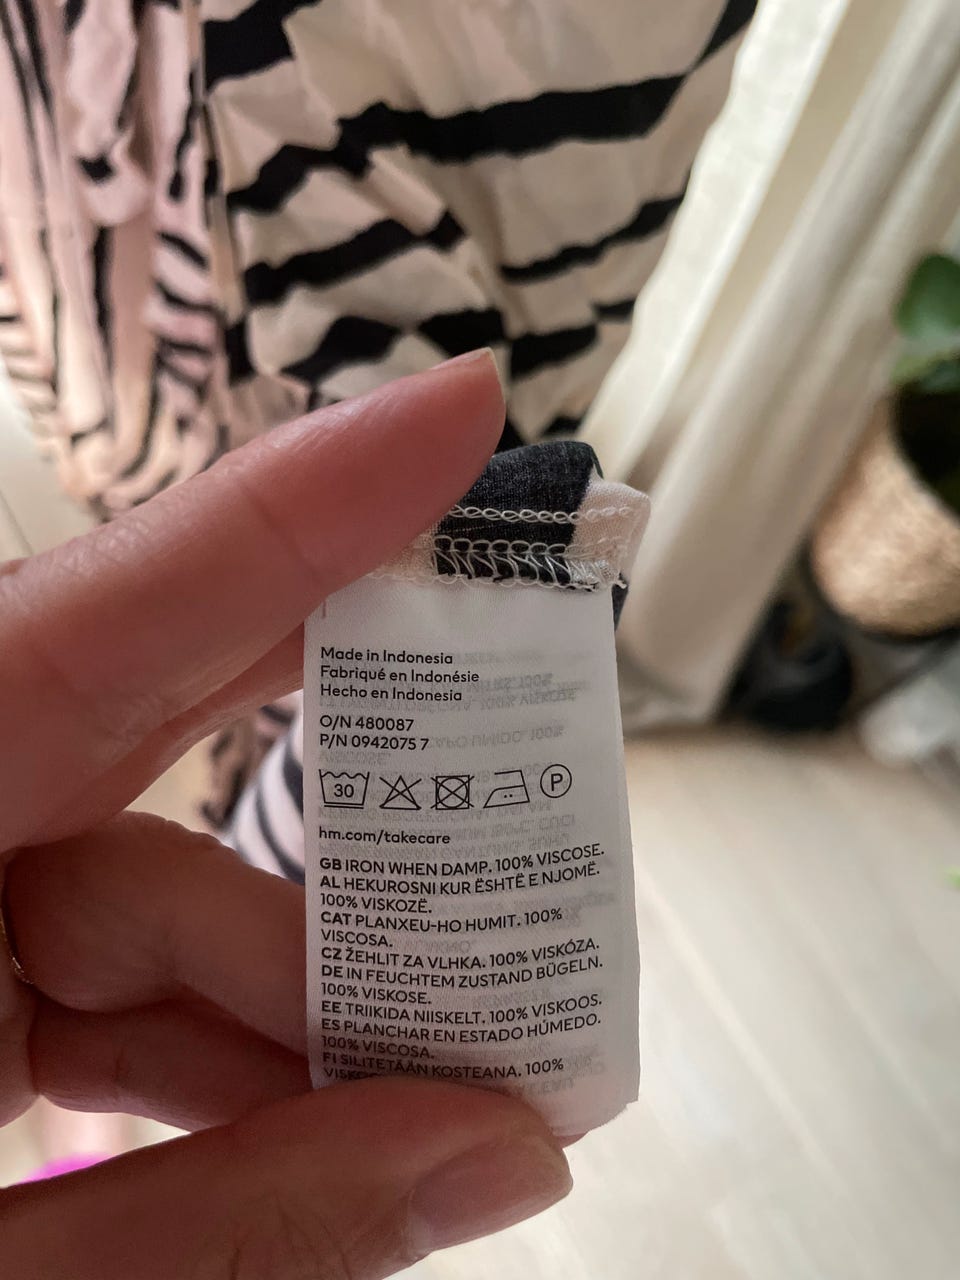 Made in Indonesia
Fabriqué en Indonésie
Hecho en Indonesia
O/N 480087
P/N 0942075 7
30
P
hm.com/takecare
GB IRON WHEN DAMP. 100% VISCOSE.
AL HEKUROSNI KUR ËSHTË E NJOMË.
100% VISKOZË.
CAT PLANXEU-HO HUMIT. 100%
VISCOSA.
CZ ŽEHLIT ZA VLHKA. 100% VISKÓZA.
DE IN FEUCHTEM ZUSTAND BÜGELN.
100% VISKOSE.
EE TRIIKIDA NIISKELT. 100% VISKOOS.
ES PLANCHAR EN ESTADO HÚMEDO.
100% VISCOSA.
FI SILITETÄÄN KOSTEANA. 100%